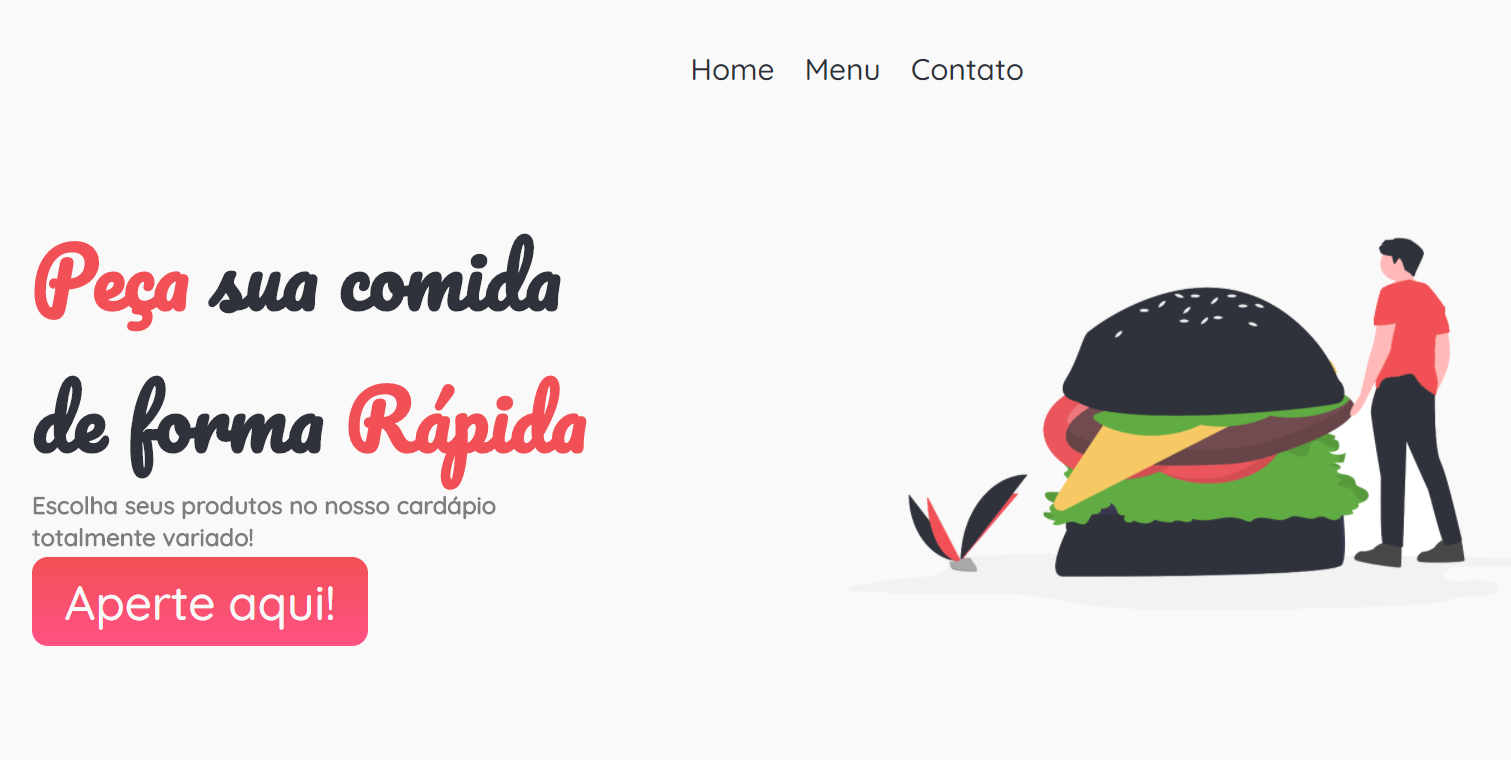 Home Menu Contato
Peça sua comida
de forma Rápida
Escolha seus produtos no nosso cardápio
totalmente variado!
Aperte aqui!